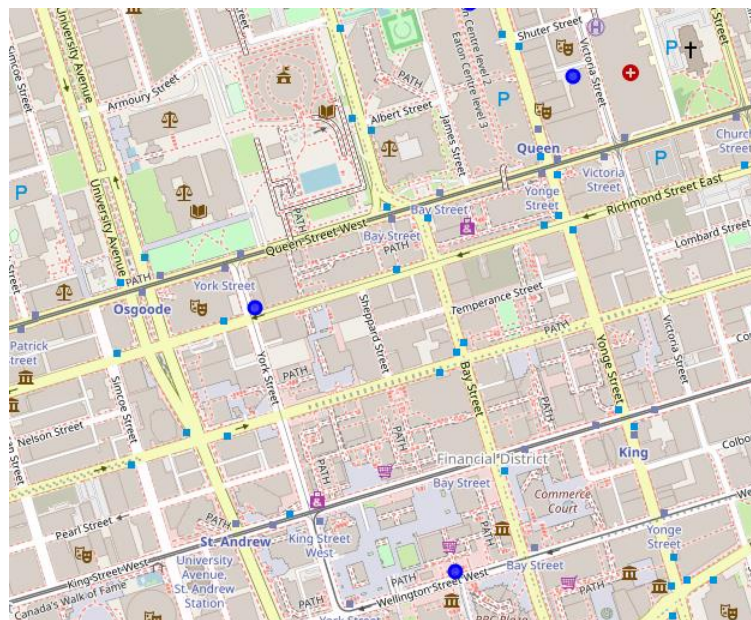 Simcoe Street
University Avenue
University Avenue
Armoury Street
PATH
Albert Street
James Street
Eaton Centre level 2
Eaton Centre level 3
Shuter Street
H
Victoria Street
P
P
P
P
Queen
Victoria
Street
Church
Street
Yonge
Street
Richmond Street East
Bay Street
Bay Street
PATH
Queen Street West
PATH
University Avenue
PATH
York Street
Osgoode
Patrick
Street
Lombard Street
Temperance Street
Sheppard Street
PATH
Victoria Street
Yonge Street
Bay Street
York Street
PATH
Simcoe Street
Nelson Street
PATH
PATH
PATH
King
Financial District
Bay Street
Commerce
Court
Pearl Street
PATH
St. Andrew
King Street
West
University
Avenue,
St. Andrew
Station
King Street West
Canada's Walk of Fame
PATH
Yonge
Street
Bay Street
Wellington Street West
PATH
York Street